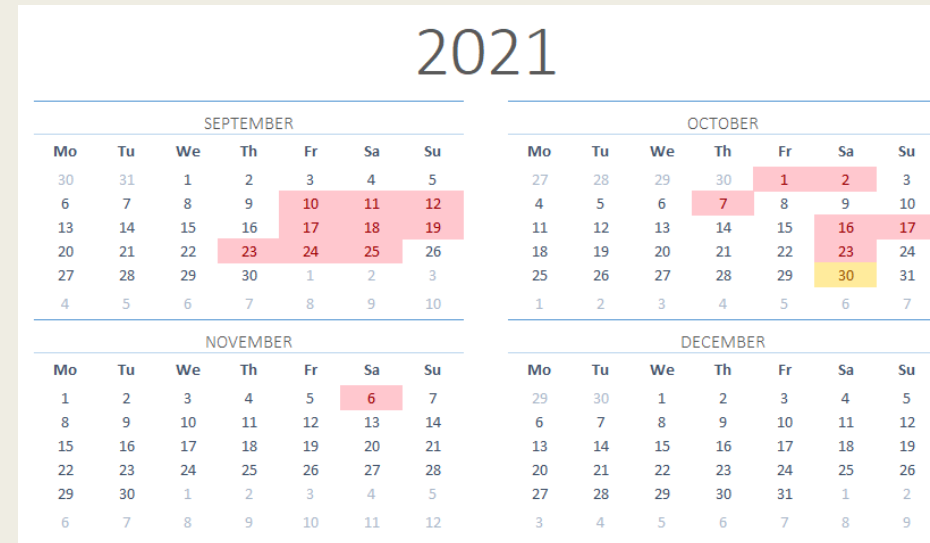 2021
SEPTEMBER
Mo Tu We Th Fr Sa Su
30 31 1 2 3 4 5
6 7 8 9 10 11 12
13 14 15 16 17 18 19
20 21 22 23 24 25 26
27 28 29 30 1 2 3
4 5 6 7 8 9 10
OCTOBER
Mo Tu We Th Fr Sa Su
27 28 29 30 1 2 3
4 5 6 7 8 9 10
11 12 13 14 15 16 17
18 19 20 21 22 23 24
25 26 27 28 29 30 31
1 2 3 4 5 6 7
NOVEMBER
Mo Tu We Th Fr Sa Su
1 2 3 4 5 6 7
8 9 10 11 12 13 14
15 16 17 18 19 20 21
22 23 24 25 26 27 28
29 30 1 2 3 4 5
6 7 8 9 10 11 12
DECEMBER
Mo Tu We Th Fr Sa Su
29 30 1 2 3 4 5
6 7 8 9 10 11 12
13 14 15 16 17 18 19
20 21 22 23 24 25 26
27 28 29 30 31 1 2
3 4 5 6 7 8 9